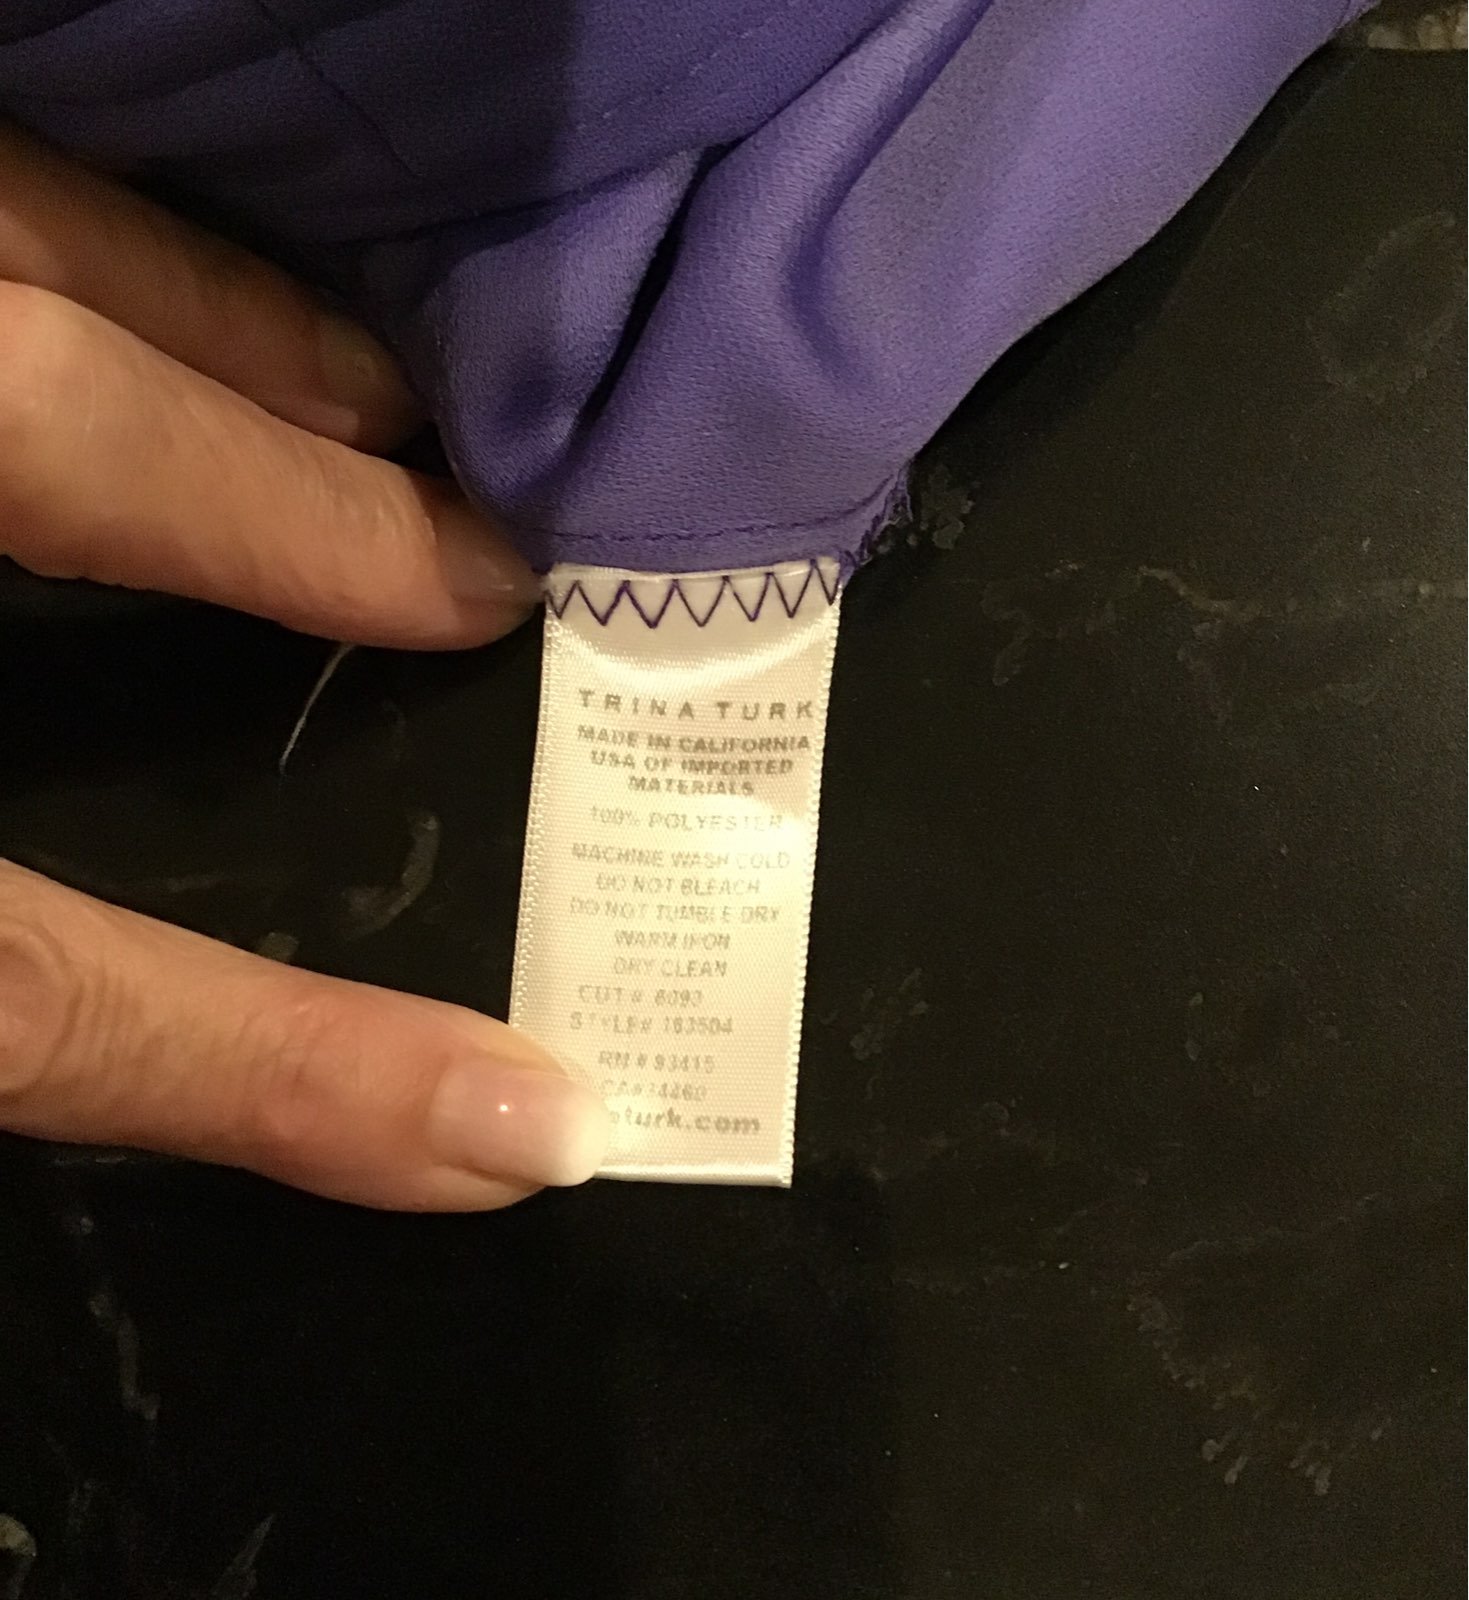 TRINA TURK
MADE IN CALIFORNIA
USA OF IMPORTED
MATERIALS
100% POLYESTER
MACHINE WASH COLD
DO NOT BLEACH
DO NOT TUMBLE DRY
WARM IRON
DRY CLEAN
CUT # 6093
STYLE# 163504
RN # 93415
turk.com